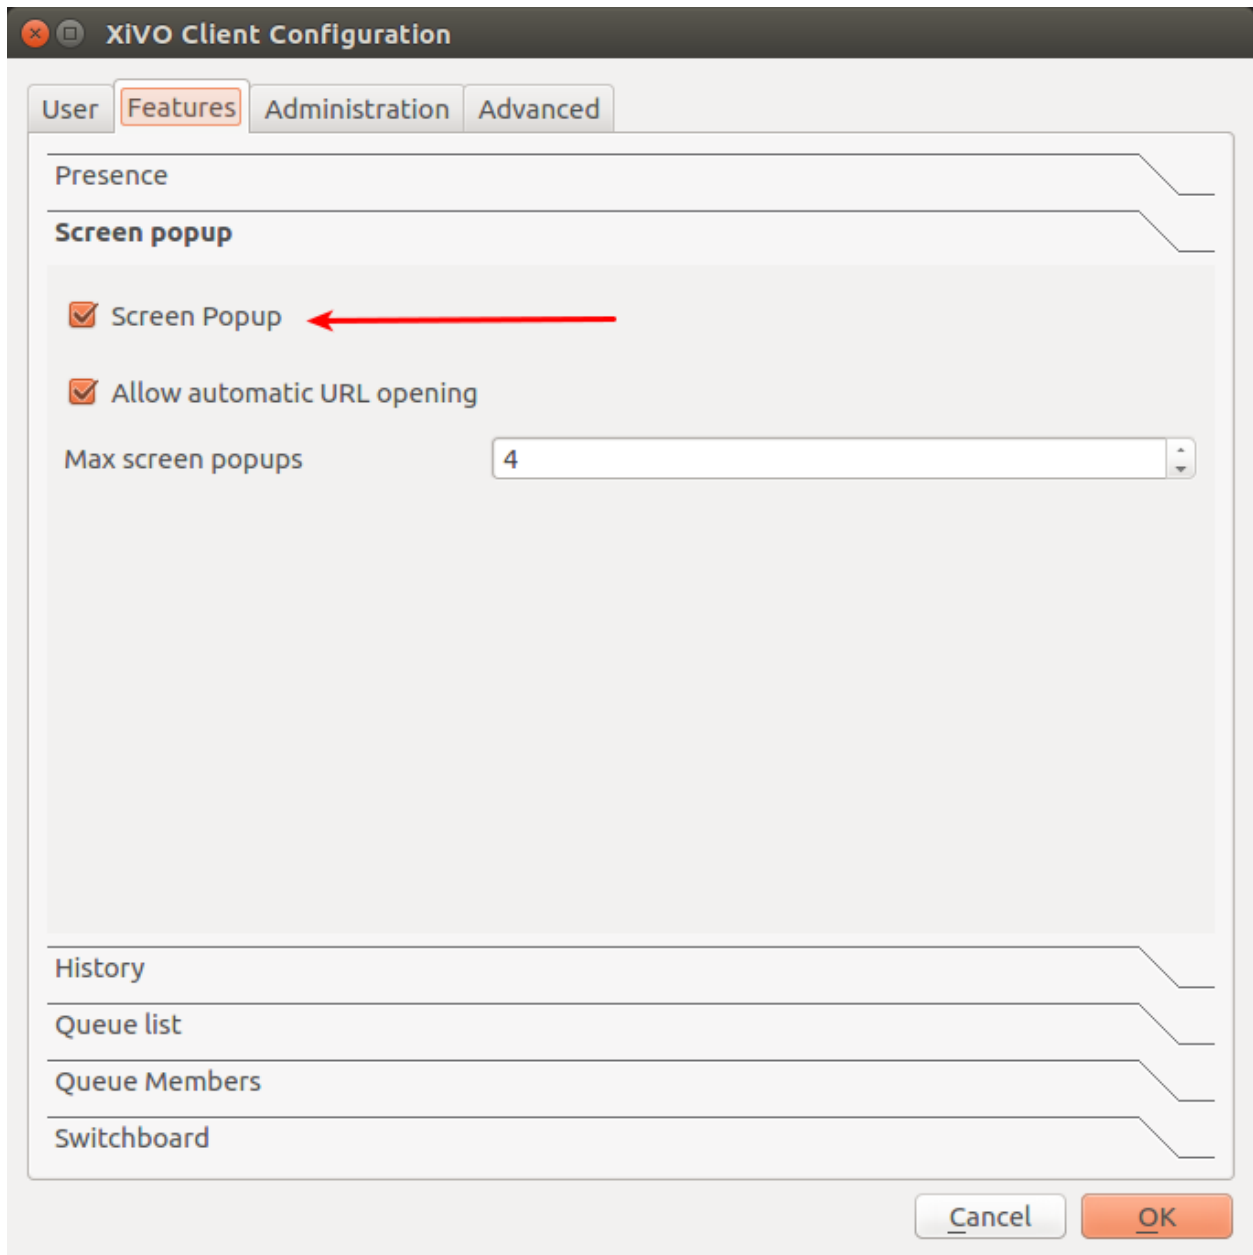 XiVO Client Configuration
User Features Administration Advanced
Presence
Screen popup
Screen Popup
Allow automatic URL opening
Max screen popups 4
History
Queue list
Queue Members
Switchboard
Cancel OK